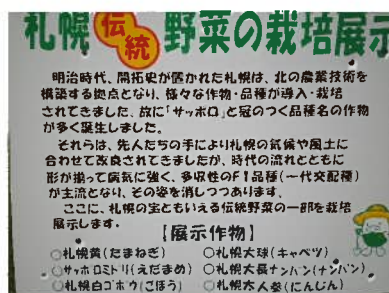 札幌伝統野菜の栽培展示
明治時代、開拓史が置かれた札幌は、北の農業技術を
構築する拠点となり、様々な作物・品種が導入・栽培
されてきました。故に「サッポロ」と冠のつく品種名の作物
が多く誕生しました。
それらは、先人たちの手により札幌の気候や風土に
合わせて改良されてきましたが、時代の流れとともに
形が揃って病気に強く、多収性のF1品種(一代交配種)
が主流となり、その姿を消しつつあります。
ここに、札幌の宝ともいえる伝統野菜の一部を栽培
展示します。
【展示作物】
○札幌黄(たまねぎ) ○札幌大球(キャベツ)
○サッポロミドリ(えだまめ) ○札幌大長ナンバン(ナンバン)
○札幌白ゴボウ(ごぼう) ○札幌太人参(にんじん)